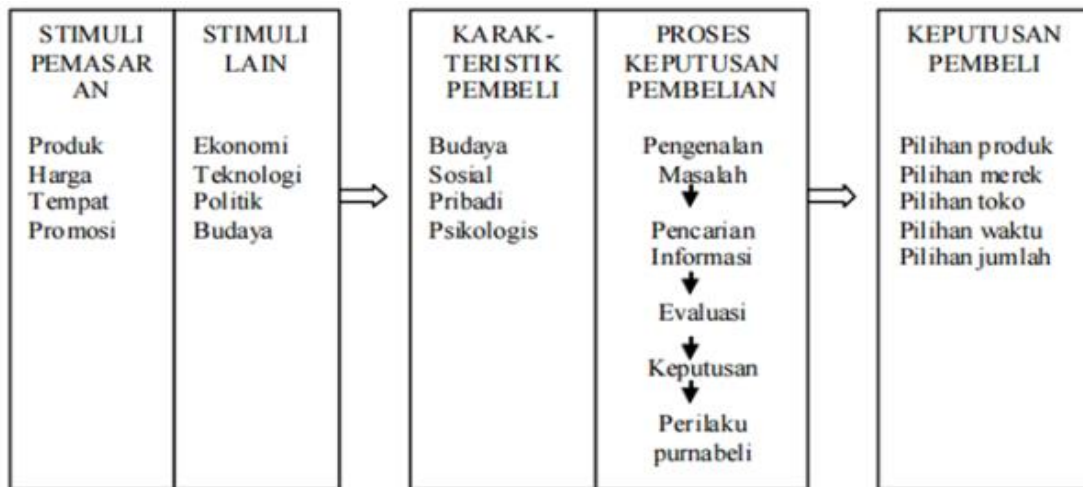 STIMULI
PEMASAR
AN
Produk
Harga
Tempat
Promosi
STIMULI
LAIN
Ekonomi
Teknologi
Politik
Budaya
KARAK-
TERISTIK
PEMBELI
Budaya
Sosial
Pribadi
Psikologis
PROSES
KEPUTUSAN
PEMBELIAN
Pengenalan
Masalah
Pencarian
Informasi
Evaluasi
Keputusan
Perilaku
purnabeli
KEPUTUSAN
PEMBELI
Pilihan produk
Pilihan merek
Pilihan toko
Pilihan waktu
Pilihan jumlah